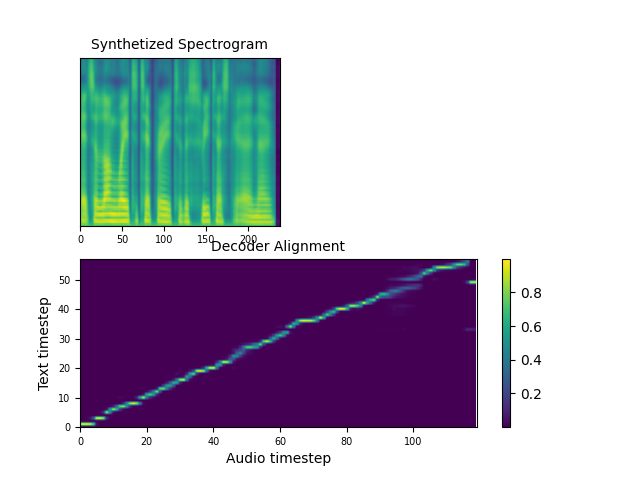 Synthetized Spectrogram
0 50 100 150 200
Decoder Alignment
50
40
30
20
10
0
Text timestep
0 20 40 60 80 100
Audio timestep
0.8
0.6
0.4
0.2